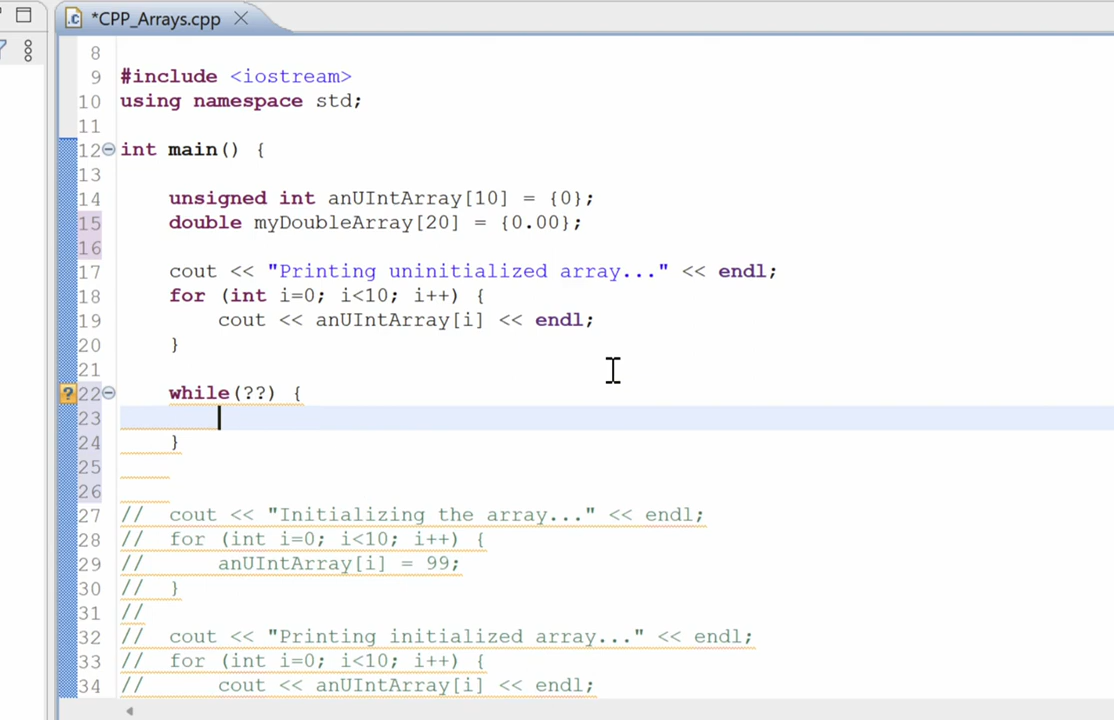 *CPP_Arrays.cpp
8
9 #include <iostream>
10 using namespace std;
11
12 int main() {
13
14 unsigned int anUIntArray[10] = {0};
15 double myDoubleArray[20] = {0.00};
16
17 cout << "Printing uninitialized array..." << endl;
18 for (int i=0; i<10; i++) {
19 cout << anUIntArray[i] << endl;
20 }
21
22 while(??) {
23
24 }
25
26
27 // cout << "Initializing the array..." << endl;
28 // for (int i=0; i<10; i++) {
29 // anUIntArray[i] = 99;
30 // }
31 //
32 // cout << "Printing initialized array..." << endl;
33 // for (int i=0; i<10; i++) {
34 // cout << anUIntArray[i] << endl;